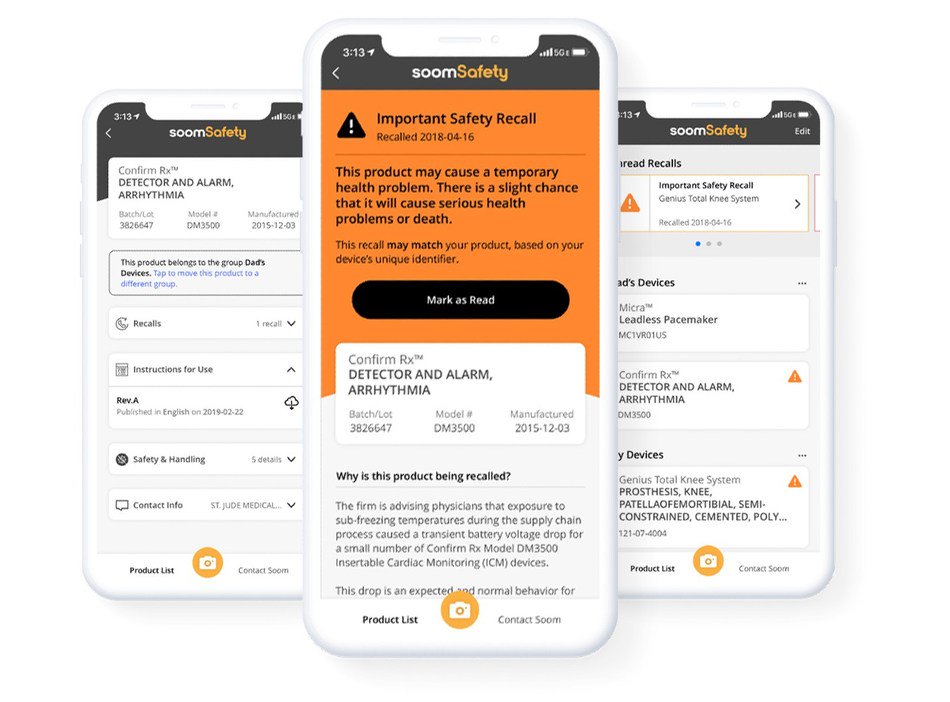 3:13
5GE
soomSafety
Confirm Rx™
DETECTOR AND ALARM,
ARRHYTHMIA
Batch/Lot
Model #
Manufactured
3826647
DM3500
2015-12-03
This product belongs to the group Dad's
Devices. Tap to move this product to a
different group.
Recalls
1 recall
Instructions for Use
Rev.A
Published in English on 2019-02-22
Safety & Handling
5 details
Contact Info
ST. JUDE MEDICAL...
Product List
Contact Soom
3:13
5GE
soomSafety
Important Safety Recall
Recalled 2018-04-16
This product may cause a temporary
health problem. There is a slight chance
that it will cause serious health
problems or death.
This recall may match your product, based on your
device's unique identifier.
Mark as Read
Confirm Rx™
DETECTOR AND ALARM,
ARRHYTHMIA
Batch/Lot
Model #
Manufactured
3826647
DM3500
2015-12-03
Why is this product being recalled?
The firm is advising physicians that exposure to
sub-freezing temperatures during the supply chain
process caused a transient battery voltage drop for
a small number of Confirm Rx Model DM3500
Insertable Cardiac Monitoring (ICM) devices.
This drop is an expected and normal behavior for
Product List
Contact Soom
:13
5GE
soomSafety
Edit
nread Recalls
Important Safety Recall
Genius Total Knee System
Recalled 2018-04-16
ad's Devices
Micra™
Leadless Pacemaker
MC1VR01US
Confirm Rx™
DETECTOR AND ALARM,
ARRHYTHMIA
DM3500
y Devices
Genius Total Knee System
PROSTHESIS, KNEE,
PATELLAOFEMORTIBIAL, SEMI-
CONSTRAINED, CEMENTED, POLY...
121-07-4004
Product List
Contact Soom